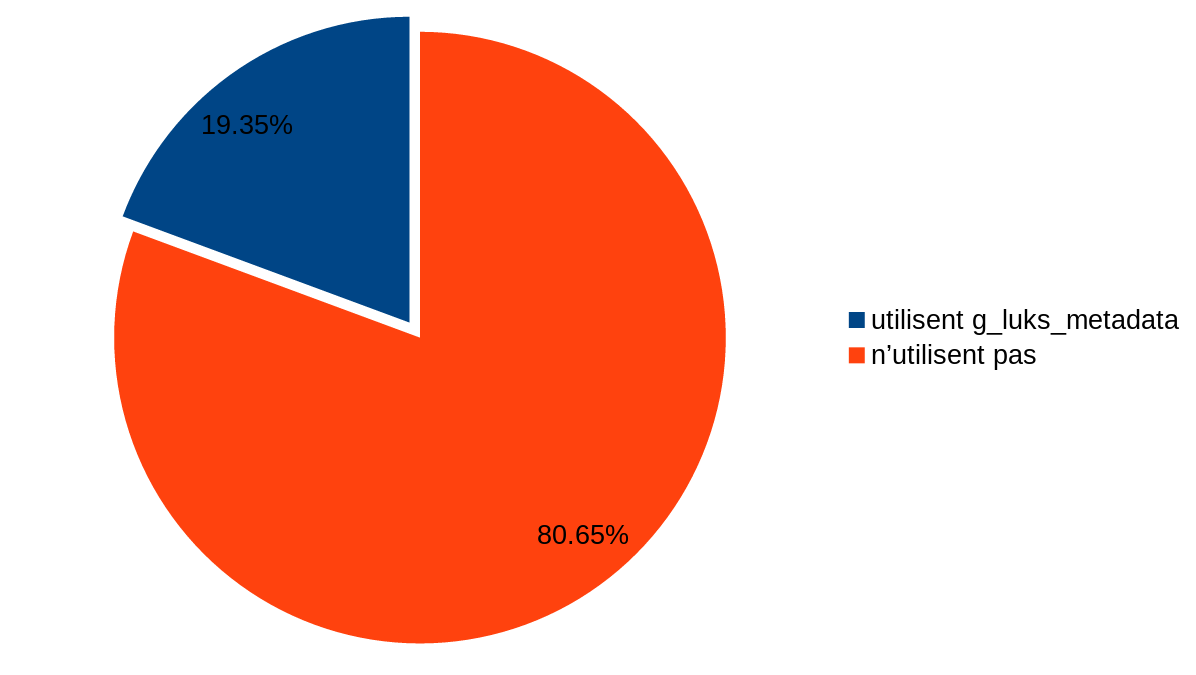 19.35%
utilisent g_luks_metadata
n’utilisent pas
80.65%